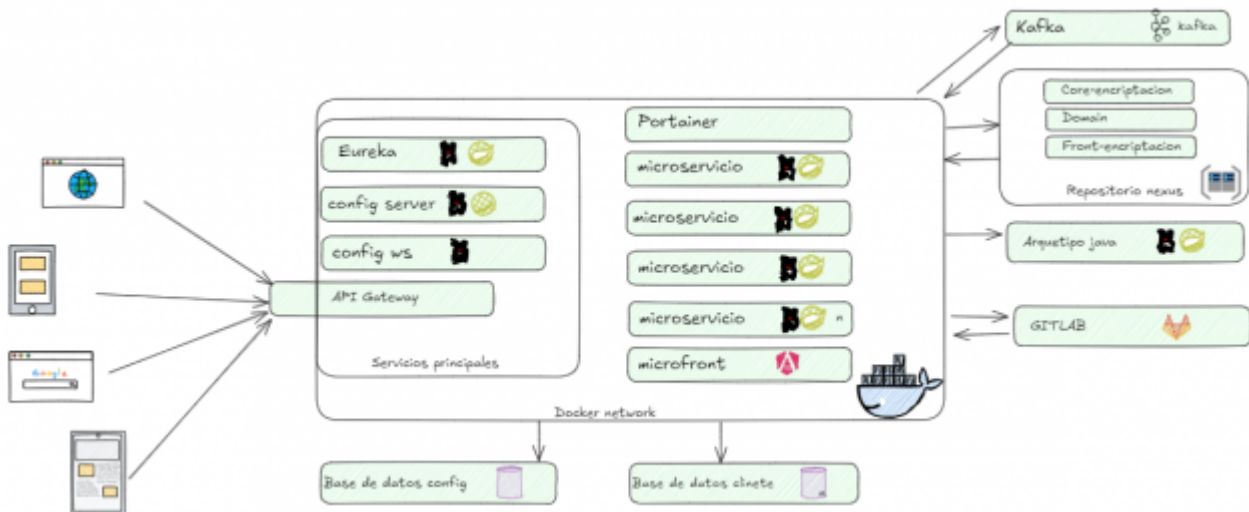 Kafka
kafka
Core-encriptacion
Domain
Front-encriptacion
Repositorio nexus
Portainer
Eureka
microservicio
config server
microservicio
config ws
microservicio
Arquetipo java
API Gateway
microservicio
n
GITLAB
Servicios principales
microfront
Google
Docker network
Base de datos config
Base de datos clinete